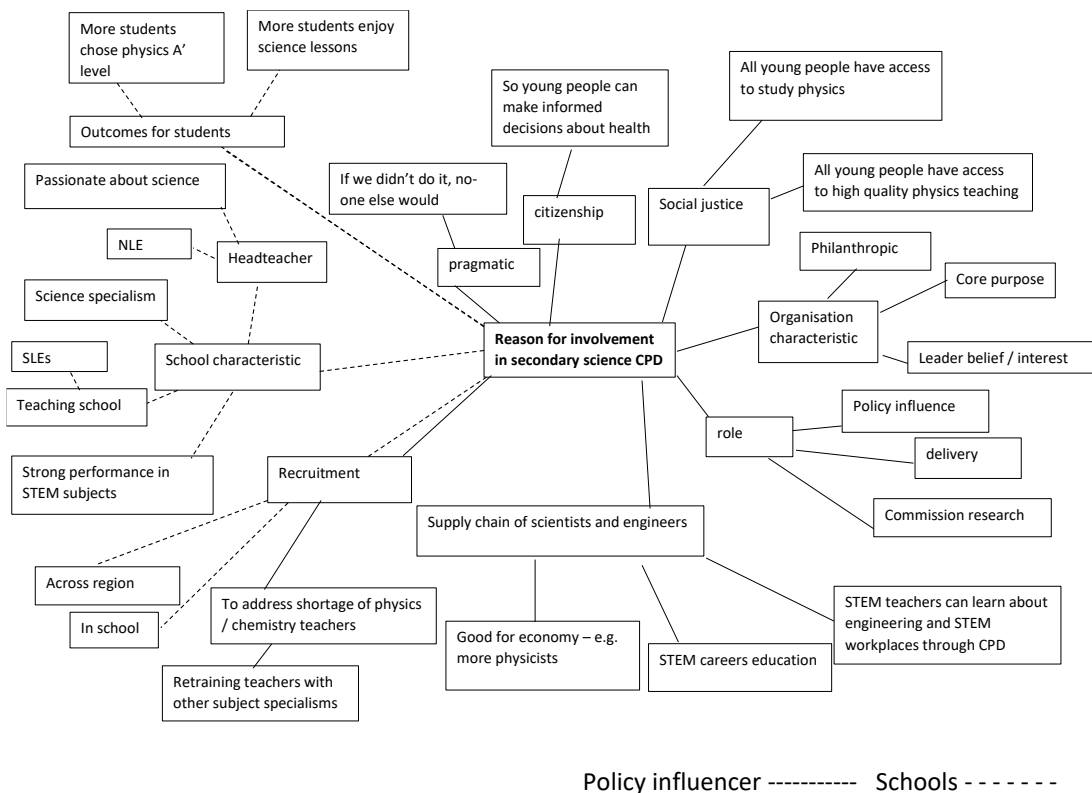 More students
chose physics A'
level
More students enjoy
science lessons
Outcomes for students
So young people can
make informed
decisions about health
All young people have access
to study physics
Passionate about science
If we didn't do it, no-
one else would
citizenship
Social justice
All young people have access
to high quality physics teaching
NLE
Headteacher
pragmatic
Philanthropic
Core purpose
Science specialism
Organisation
characteristic
Reason for involvement
in secondary science CPD
SLEs
School characteristic
Leader belief / interest
Teaching school
Policy influence
role
delivery
Strong performance in
STEM subjects
Recruitment
Commission research
Supply chain of scientists and engineers
Across region
In school
To address shortage of physics
/ chemistry teachers
Good for economy – e.g.
more physicists
STEM careers education
STEM teachers can learn about
engineering and STEM
workplaces through CPD
Retraining teachers with
other subject specialisms
Policy influencer ----------- Schools - - - - - - -